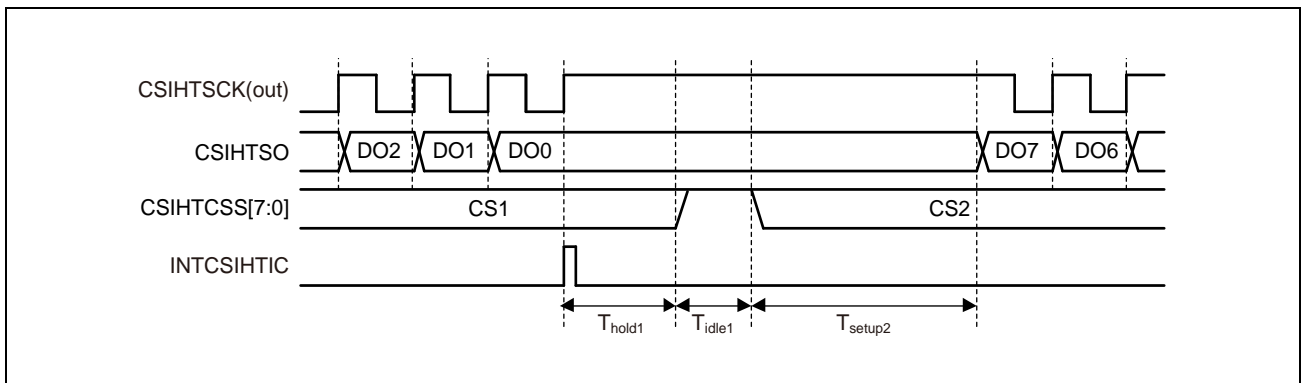 CSIHTSCK(out)
CSIHTSO DO2 DO1 DO0 DO7 DO6
CSIHTCSS[7:0] CS1 CS2
INTCSIHTIC
Thold1 Tidle1 Tsetup2